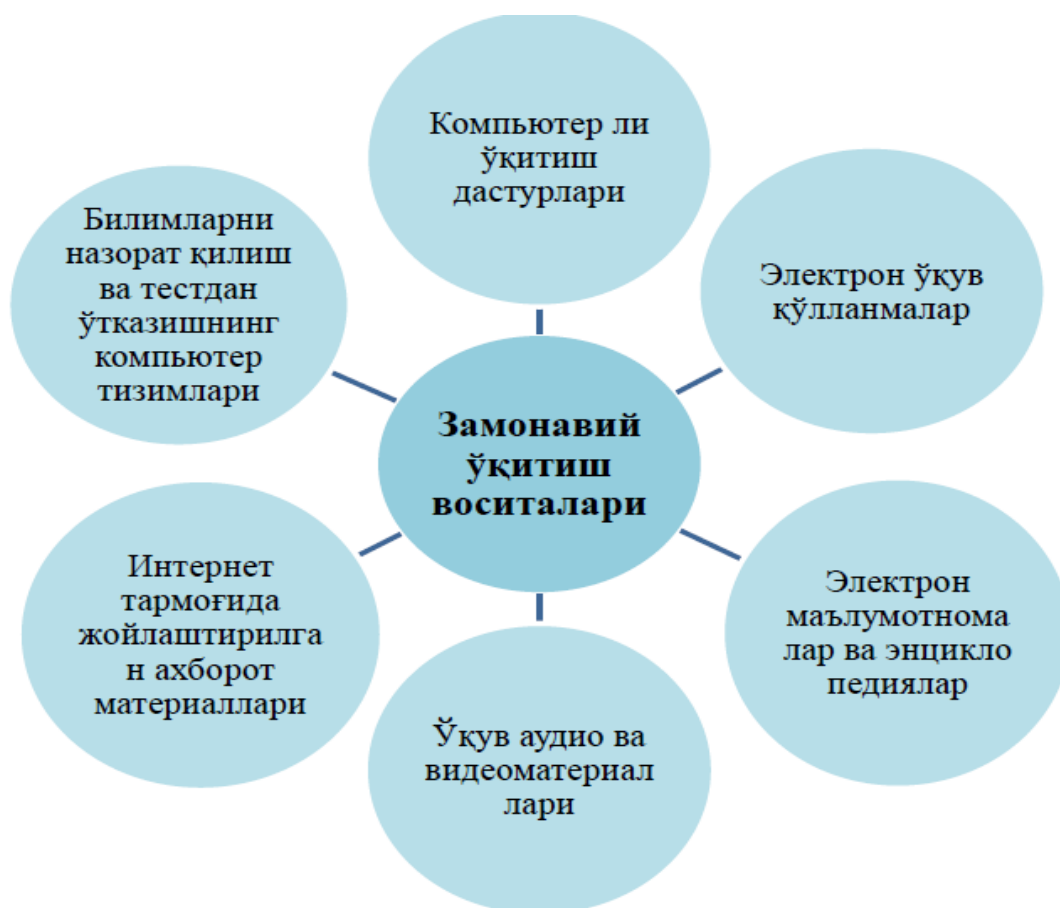 Компьютер ли
ўқитиш
дастурлари
Электрон ўқув
қўлланмалар
Электрон
маълумотнома
лар ва энцикло
педиялар
Ўқув аудио ва
видеоматериал
лари
Интернет
тармоғида
жойлаштирилга
н ахборот
материаллари
Билимларни
назорат қилиш
ва тестдан
ўтказишнинг
компьютер
тизимлари
Замонавий
ўқитиш
воситалари